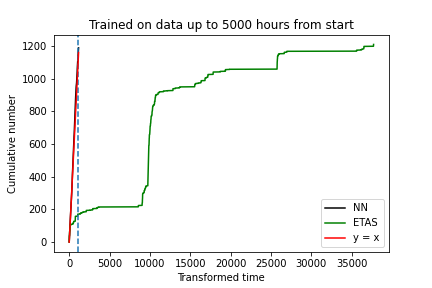 Trained on data up to 5000 hours from start
1200
1000
800
600
400
200
0
Cumulative number
NN
ETAS
y = x
0 5000 10000 15000 20000 25000 30000 35000
Transformed time